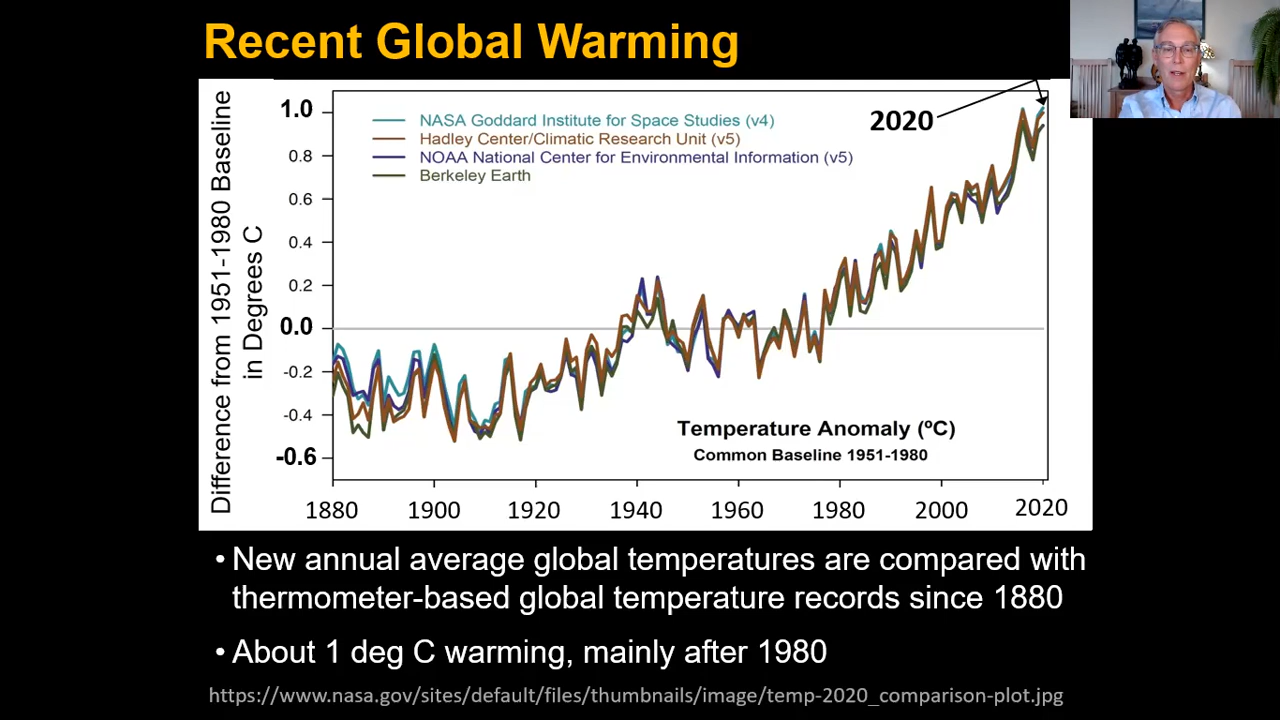 Recent Global Warming
Difference from 1951-1980 Baseline
in Degrees C
1.0
0.8
0.6
0.4
0.2
0.0
-0.2
-0.4
-0.6
NASA Goddard Institute for Space Studies (v4)
Hadley Center/Climatic Research Unit (v5)
NOAA National Center for Environmental Information (v5)
Berkeley Earth
2020
Temperature Anomaly (ºC)
Common Baseline 1951-1980
1880 1900 1920 1940 1960 1980 2000 2020
• New annual average global temperatures are compared with
thermometer-based global temperature records since 1880
• About 1 deg C warming, mainly after 1980
https://www.nasa.gov/sites/default/files/thumbnails/image/temp-2020_comparison-plot.jpg